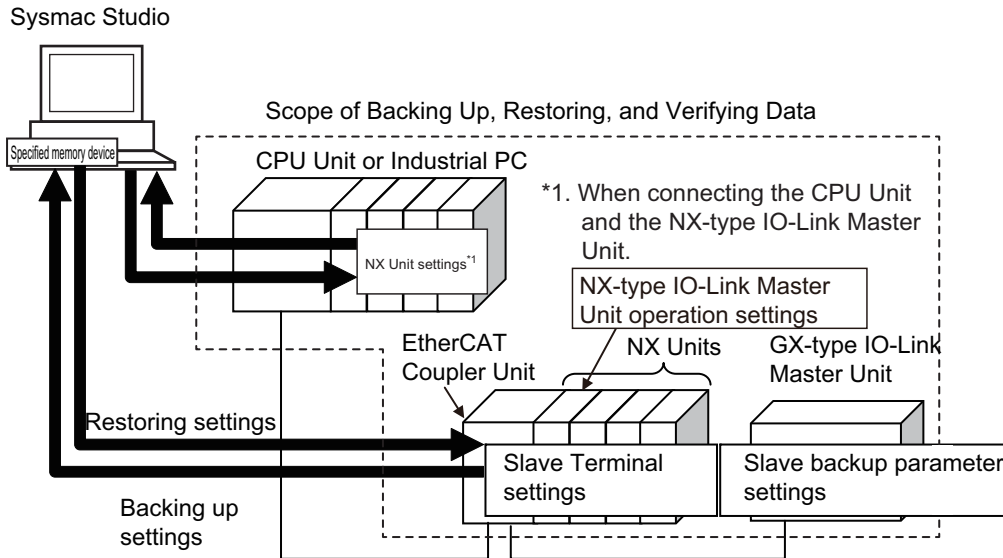 Sysmac Studio
Scope of Backing Up, Restoring, and Verifying Data
Specified memory device
CPU Unit or Industrial PC
*1. When connecting the CPU Unit
and the NX-type IO-Link Master
Unit.
NX Unit settings*1
NX-type IO-Link Master
Unit operation settings
EtherCAT
Coupler Unit
NX Units
GX-type IO-Link
Master Unit
Restoring settings
Slave Terminal
settings
Slave backup parameter
settings
Backing up
settings